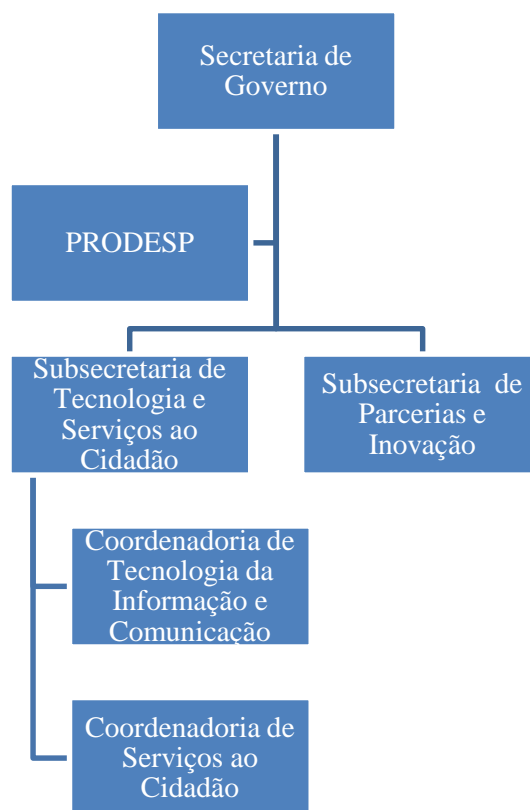 Secretaria de
Governo
PRODESP
Subsecretaria de
Tecnologia e
Serviços ao
Cidadão
Subsecretaria de
Parcerias e
Inovação
Coordenadoria de
Tecnologia da
Informação e
Comunicação
Coordenadoria de
Serviços ao
Cidadão